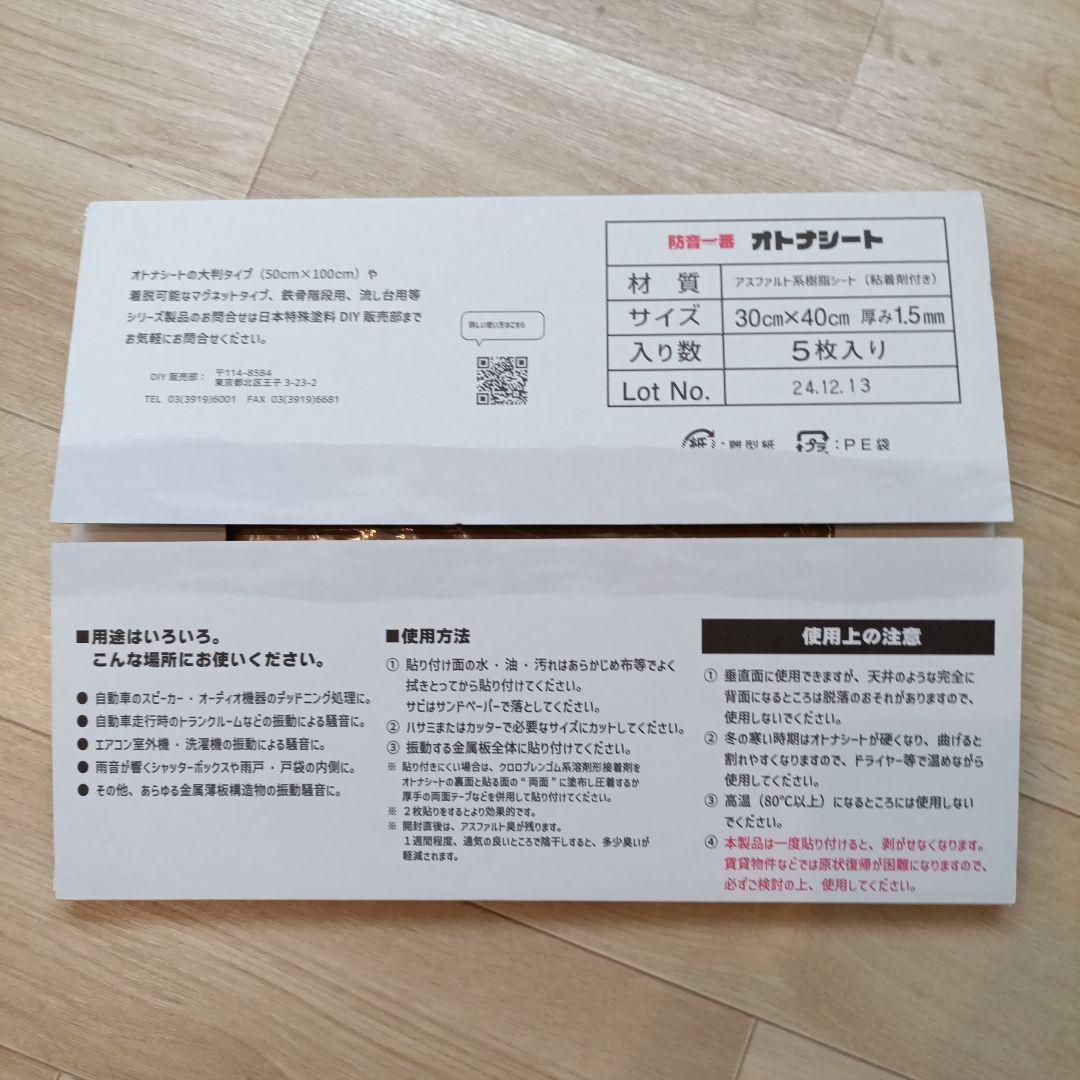 オトナシートの大判タイプ（50cm×100cm）や
着脱可能なマグネットタイプ、鉄骨階段用、流し台用等
シリーズ製品のお問合せは日本特殊塗料 DIY 販売部まで
お気軽にお問合せください。
DIY 販売部： 〒114-8584
東京都北区王子 3-23-2
TEL 03(3919)6001 FAX 03(3919)6681
詳しい使い方はこちら
防音一番 オトナシート
材 質 アスファルト系樹脂シート（粘着剤付き）
サイズ 30cm×40cm 厚み1.5mm
入り数 5枚入り
Lot No. 24.12.13
紙：離型紙 プラ：PE袋
■用途はいろいろ。
こんな場所にお使いください。
● 自動車のスピーカー・オーディオ機器のデッドニング処理に。
● 自動車走行時のトランクルームなどの振動による騒音に。
● エアコン室外機・洗濯機の振動による騒音に。
● 雨音が響くシャッターボックスや雨戸・戸袋の内側に。
● その他、あらゆる金属薄板構造物の振動騒音に。
■使用方法
① 貼り付け面の水・油・汚れはあらかじめ布等でよく
拭きとってから貼り付けてください。
サビはサンドペーパーで落としてください。
② ハサミまたはカッターで必要なサイズにカットしてください。
③ 振動する金属板全体に貼り付けてください。
※ 貼り付きにくい場合は、クロロプレンゴム系溶剤形接着剤を
オトナシートの裏面と貼る面の“両面”に塗布し圧着するか
厚手の両面テープなどを併用して貼り付けてください。
※ ２枚貼りをするとより効果的です。
※ 開封直後は、アスファルト臭が残ります。
１週間程度、通気の良いところで陰干しすると、多少臭いが
軽減されます。
使用上の注意
① 垂直面に使用できますが、天井のような完全に
背面になるところは脱落のおそれがありますので、
使用しないでください。
② 冬の寒い時期はオトナシートが硬くなり、曲げると
割れやすくなりますので、ドライヤー等で温めながら
使用してください。
③ 高温（80℃以上）になるところには使用しない
でください。
④ 本製品は一度貼り付けると、剥がせなくなります。
賃貸物件などでは原状復帰が困難になりますので、
必ずご検討の上、使用してください。